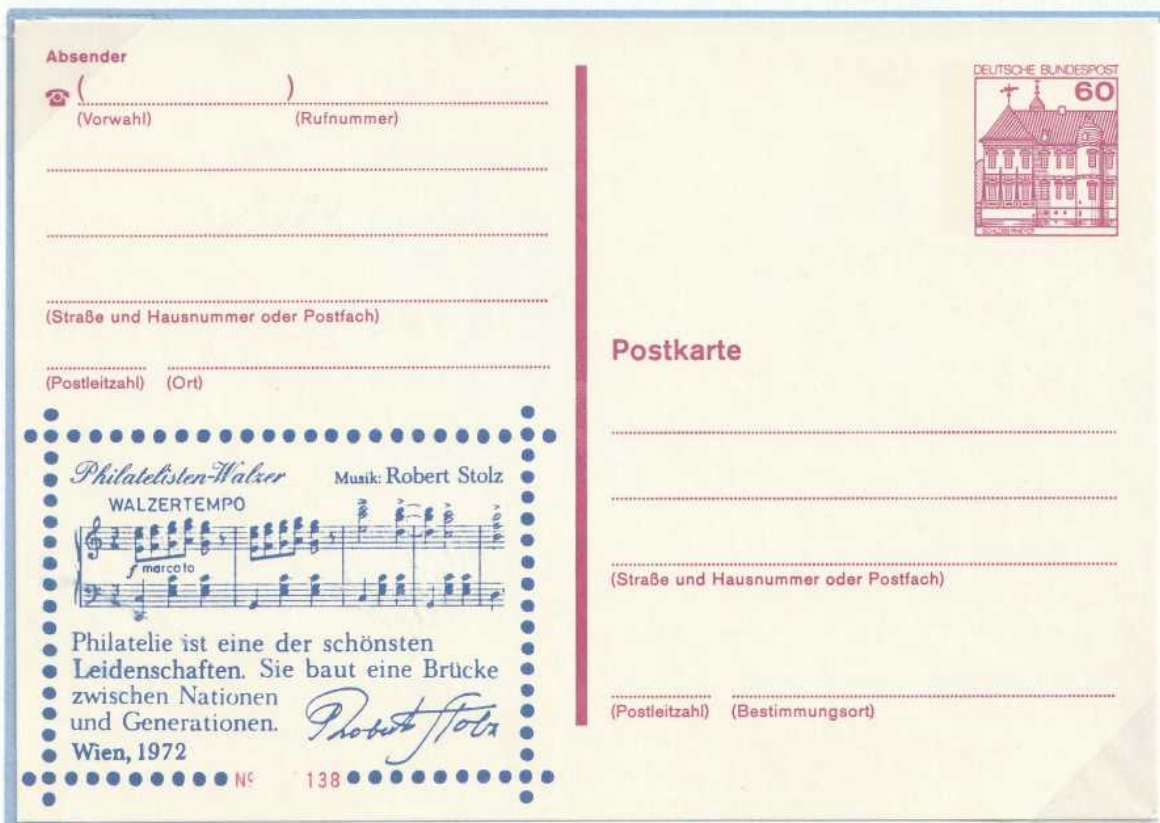 Absender
( )
(Vorwahl) (Rufnummer)
(Straße und Hausnummer oder Postfach)
(Postleitzahl) (Ort)
DEUTSCHE BUNDESPOST
60
SCHLOSS RHEYDT
Postkarte
(Straße und Hausnummer oder Postfach)
(Postleitzahl) (Bestimmungsort)
Philatelisten-Walzer Musik: Robert Stolz
WALZERTEMPO
f marcato
Philatelie ist eine der schönsten
Leidenschaften. Sie baut eine Brücke
zwischen Nationen
und Generationen.
Wien, 1972
Robert Stolz
Nº 138